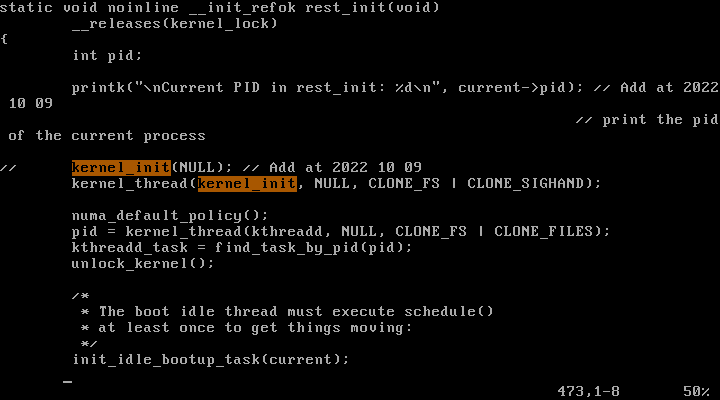 static void noinline __init_refok rest_init(void)
        __releases(kernel_lock)
{
        int pid;

        printk("\nCurrent PID in rest_init: %d\n", current->pid); // Add at 2022
 10 09
                                                                // print the pid
 of the current process

//      kernel_init(NULL); // Add at 2022 10 09
        kernel_thread(kernel_init, NULL, CLONE_FS | CLONE_SIGHAND);

        numa_default_policy();
        pid = kernel_thread(kthreadd, NULL, CLONE_FS | CLONE_FILES);
        kthreadd_task = find_task_by_pid(pid);
        unlock_kernel();

        /*
         * The boot idle thread must execute schedule()
         * at least once to get things moving:
         */
        init_idle_bootup_task(current);

                                                              473,1-8       50%